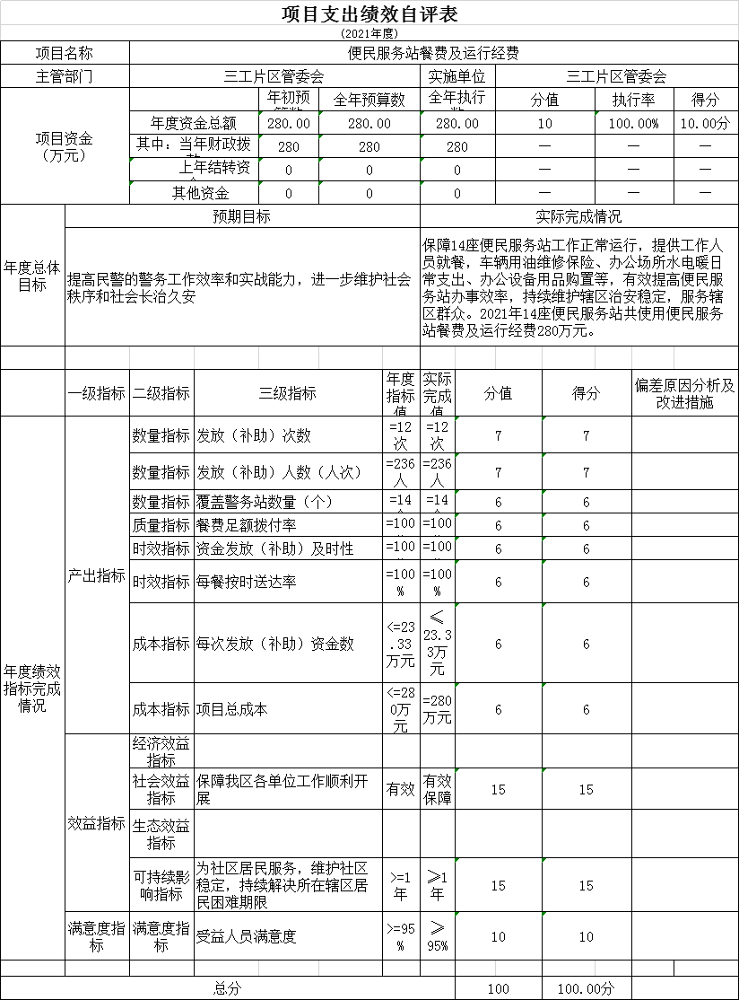 项目支出绩效自评表
(2021年度)
项目名称 便民服务站餐费及运行经费
主管部门 三工片区管委会 实施单位 三工片区管委会
项目资金
（万元）
年初预 全年预算数 全年执行 分值 执行率 得分
年度资金总额 280.00 280.00 280.00 10 100.00% 10.00分
其中：当年财政拨 280 280 280 — — —
上年结转资 0 0 0 — — —
其他资金 0 0 0 — — —
年度总体
目标
预期目标 实际完成情况
提高民警的警务工作效率和实战能力，进一步维护社会
秩序和社会长治久安
保障14座便民服务站工作正常运行，提供工作人
员就餐，车辆用油维修保险、办公场所水电暖日
常支出、办公设备用品购置等，有效提高便民服
务站办事效率，持续维护辖区治安稳定，服务辖
区群众。2021年14座便民服务站共使用便民服务
站餐费及运行经费280万元。
年度绩效
指标完成
情况
一级指标 二级指标 三级指标
年度
指标
值
实际
完成
值
分值 得分
偏差原因分析及
改进措施
产出指标
数量指标 发放（补助）次数
=12
次
=12
次
7 7
数量指标 发放（补助）人数（人次）
=236
人
=236
人
7 7
数量指标 覆盖警务站数量（个） =14 =14 6 6
质量指标 餐费足额拨付率 =100 =100 6 6
时效指标 资金发放（补助）及时性 =100 =100 6 6
时效指标 每餐按时送达率
=100
%
=100
%
6 6
成本指标 每次发放（补助）资金数
<=23
.33
万元
≤
23.3
3万
元
6 6
成本指标 项目总成本
<=28
0万
元
=280
万元
6 6
效益指标
经济效益
指标
社会效益
指标
保障我区各单位工作顺利开
展
有效
有效
保障
15 15
生态效益
指标
可持续影
响指标
为社区居民服务，维护社区
稳定，持续解决所在辖区居
民困难期限
>=1
年
≥1
年
15 15
满意度指
标
满意度指
标
受益人员满意度
>=95
%
≥
95%
10 10
总分 100 100.00分